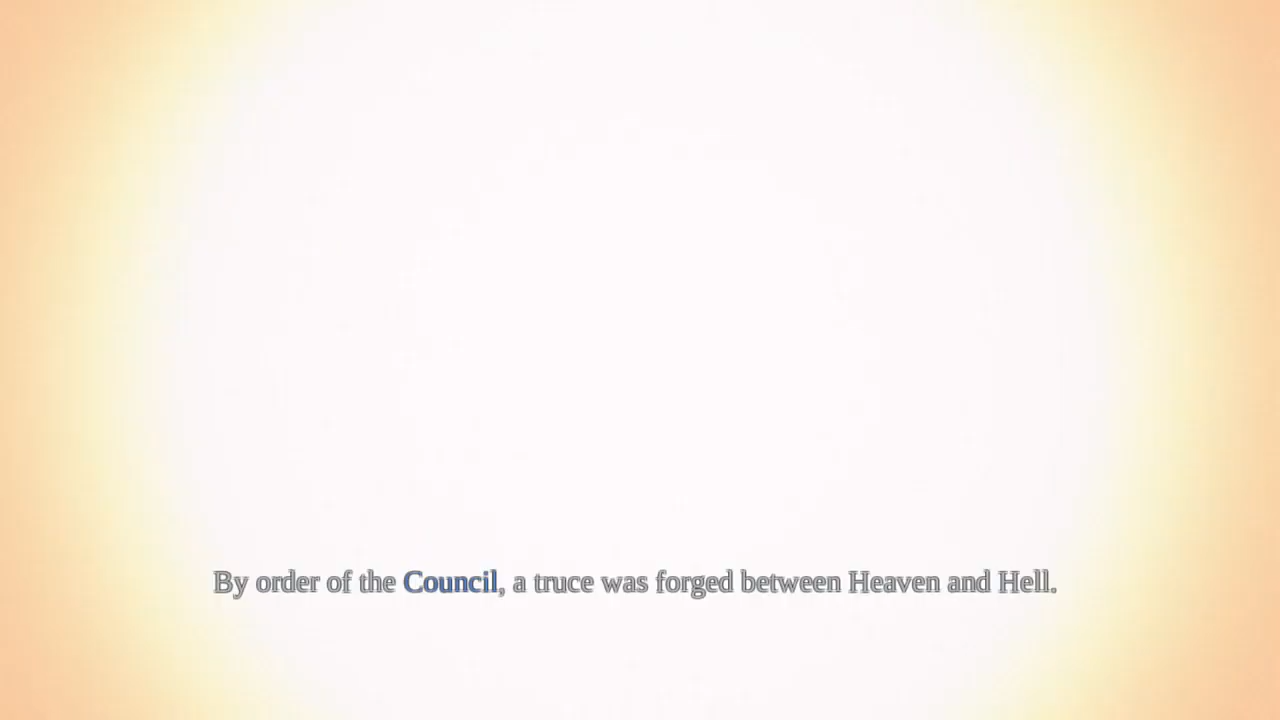 By order of the Council, a truce was forged between Heaven and Hell.